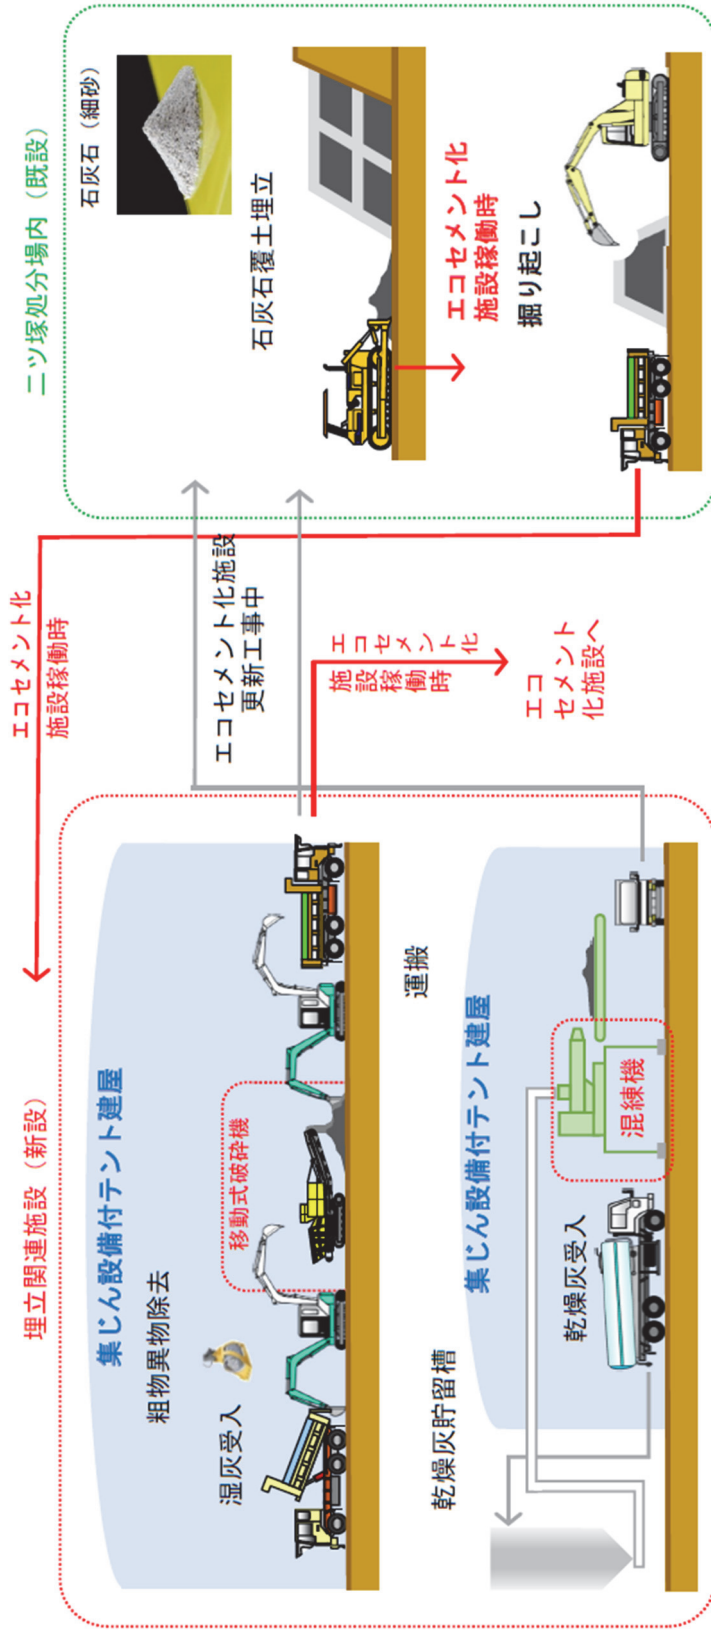 埋立関連施設（新設）
集じん設備付テント建屋
粗物異物除去
湿灰受入
移動式破砕機
運搬
集じん設備付テント建屋
乾燥灰貯留槽
乾燥灰受入
混練機
エコセメント化
施設稼働時
エコセメント化施設
更新工事中
エコセメント化
施設稼働時
エコ
セメント
化施設へ
二ツ塚処分場内（既設）
石灰石（細砂）
石灰石覆土埋立
エコセメント化
施設稼働時
掘り起こし